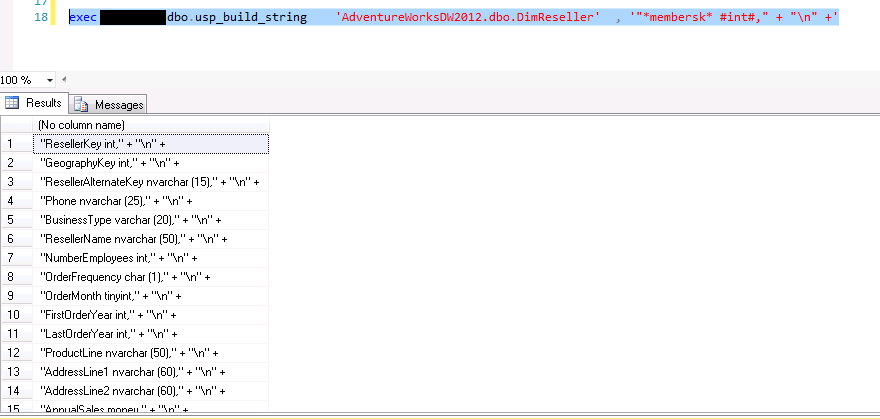 17
18 exec dbo.usp_build_string 'AdventureWorksDW2012.dbo.DimReseller' , '"*membersk* #int#," + "\n" +'
100 %
Results Messages
(No column name)
1 "ResellerKey int," + "\n" +
2 "GeographyKey int," + "\n" +
3 "ResellerAlternateKey nvarchar (15)," + "\n" +
4 "Phone nvarchar (25)," + "\n" +
5 "BusinessType varchar (20)," + "\n" +
6 "ResellerName nvarchar (50)," + "\n" +
7 "NumberEmployees int," + "\n" +
8 "OrderFrequency char (1)," + "\n" +
9 "OrderMonth tinyint," + "\n" +
10 "FirstOrderYear int," + "\n" +
11 "LastOrderYear int," + "\n" +
12 "ProductLine nvarchar (50)," + "\n" +
13 "AddressLine1 nvarchar (60)," + "\n" +
14 "AddressLine2 nvarchar (60)," + "\n" +
15 "AnnualSales money," + "\n" +